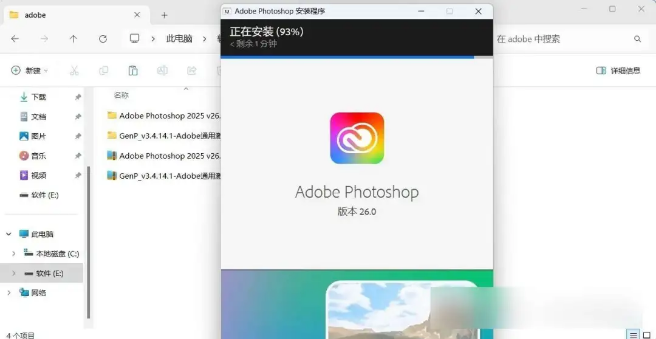 adobe
Adobe Photoshop 安装程序
正在安装 (93%)
< 剩余 1 分钟
此电脑
在 adobe 中搜索
新建
详细信息
名称
下载
文档
图片
音乐
视频
软件 (E:)
此电脑
本地磁盘 (C:)
软件 (E:)
网络
Adobe Photoshop 2025 v26.
GenP_v3.4.14.1-Adobe通用
Adobe Photoshop 2025 v26.
GenP_v3.4.14.1-Adobe通用
Adobe Photoshop
版本 26.0
4 个项目